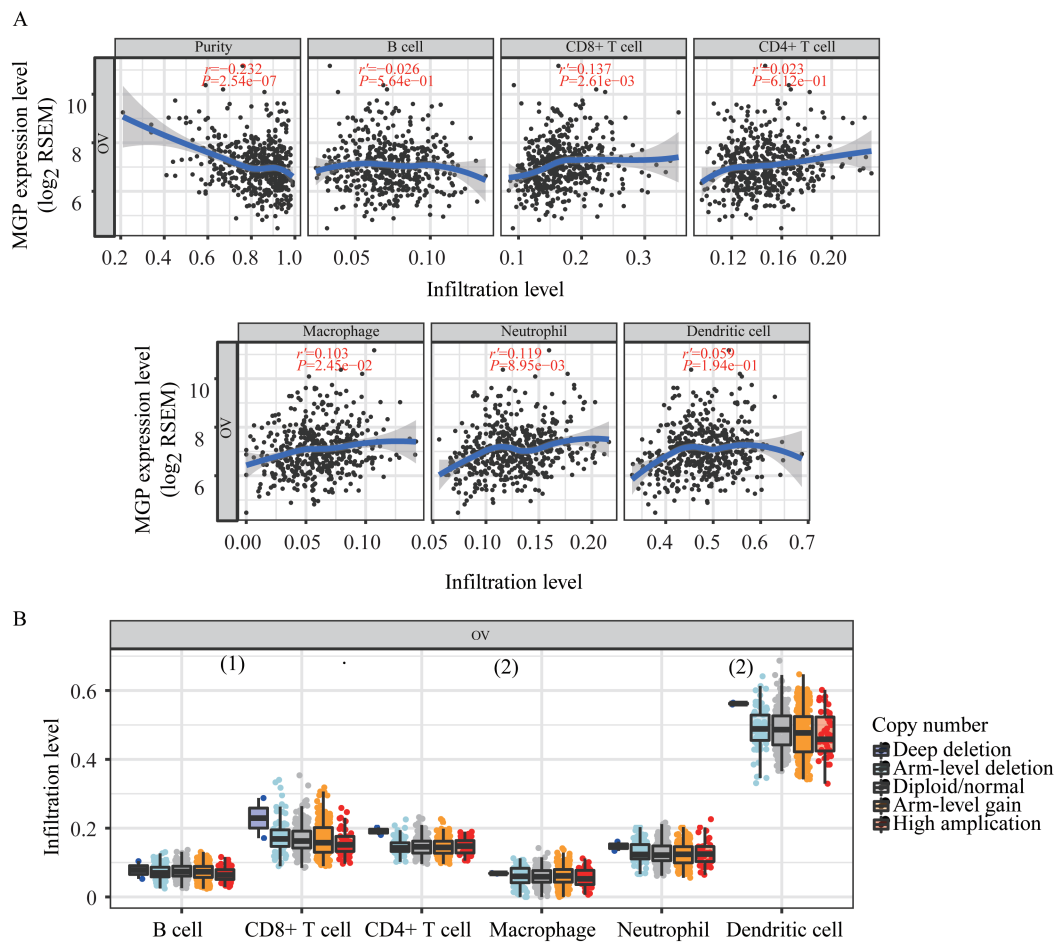 A
Purity
B cell
CD8+ T cell
CD4+ T cell
r=−0.232
P=2.54e−07
r′=−0.026
P=5.64e−01
r′=0.137
P=2.61e−03
r′=0.023
P=6.12e−01
MGP expression level
(log2 RSEM)
OV
10
8
6
0.2 0.4 0.6 0.8 1.0
0.05 0.10
0.1 0.2 0.3
0.12 0.16 0.20
Infiltration level
Macrophage
Neutrophil
Dendritic cell
r′=0.103
P=2.45e−02
r′=0.119
P=8.95e−03
r′=0.059
P=1.94e−01
MGP expression level
(log2 RSEM)
OV
10
8
6
0.00 0.05 0.10
0.05 0.10 0.15 0.20
0.4 0.5 0.6 0.7
Infiltration level
B
OV
(1)
(2)
(2)
Infiltration level
0.6
0.4
0.2
0
B cell
CD8+ T cell
CD4+ T cell
Macrophage
Neutrophil
Dendritic cell
Copy number
Deep deletion
Arm-level deletion
Diploid/normal
Arm-level gain
High amplication